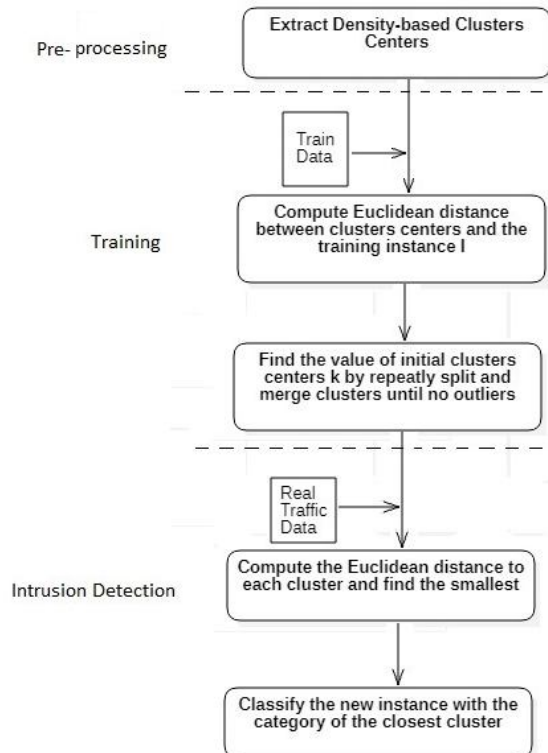 Extract Density-based Clusters
Centers
Pre- processing
Train
Data
Compute Euclidean distance
between clusters centers and the
training instance I
Training
Find the value of initial clusters
centers k by repeatly split and
merge clusters until no outliers
Real
Traffic
Data
Compute the Euclidean distance to
each cluster and find the smallest
Intrusion Detection
Classify the new instance with the
category of the closest cluster